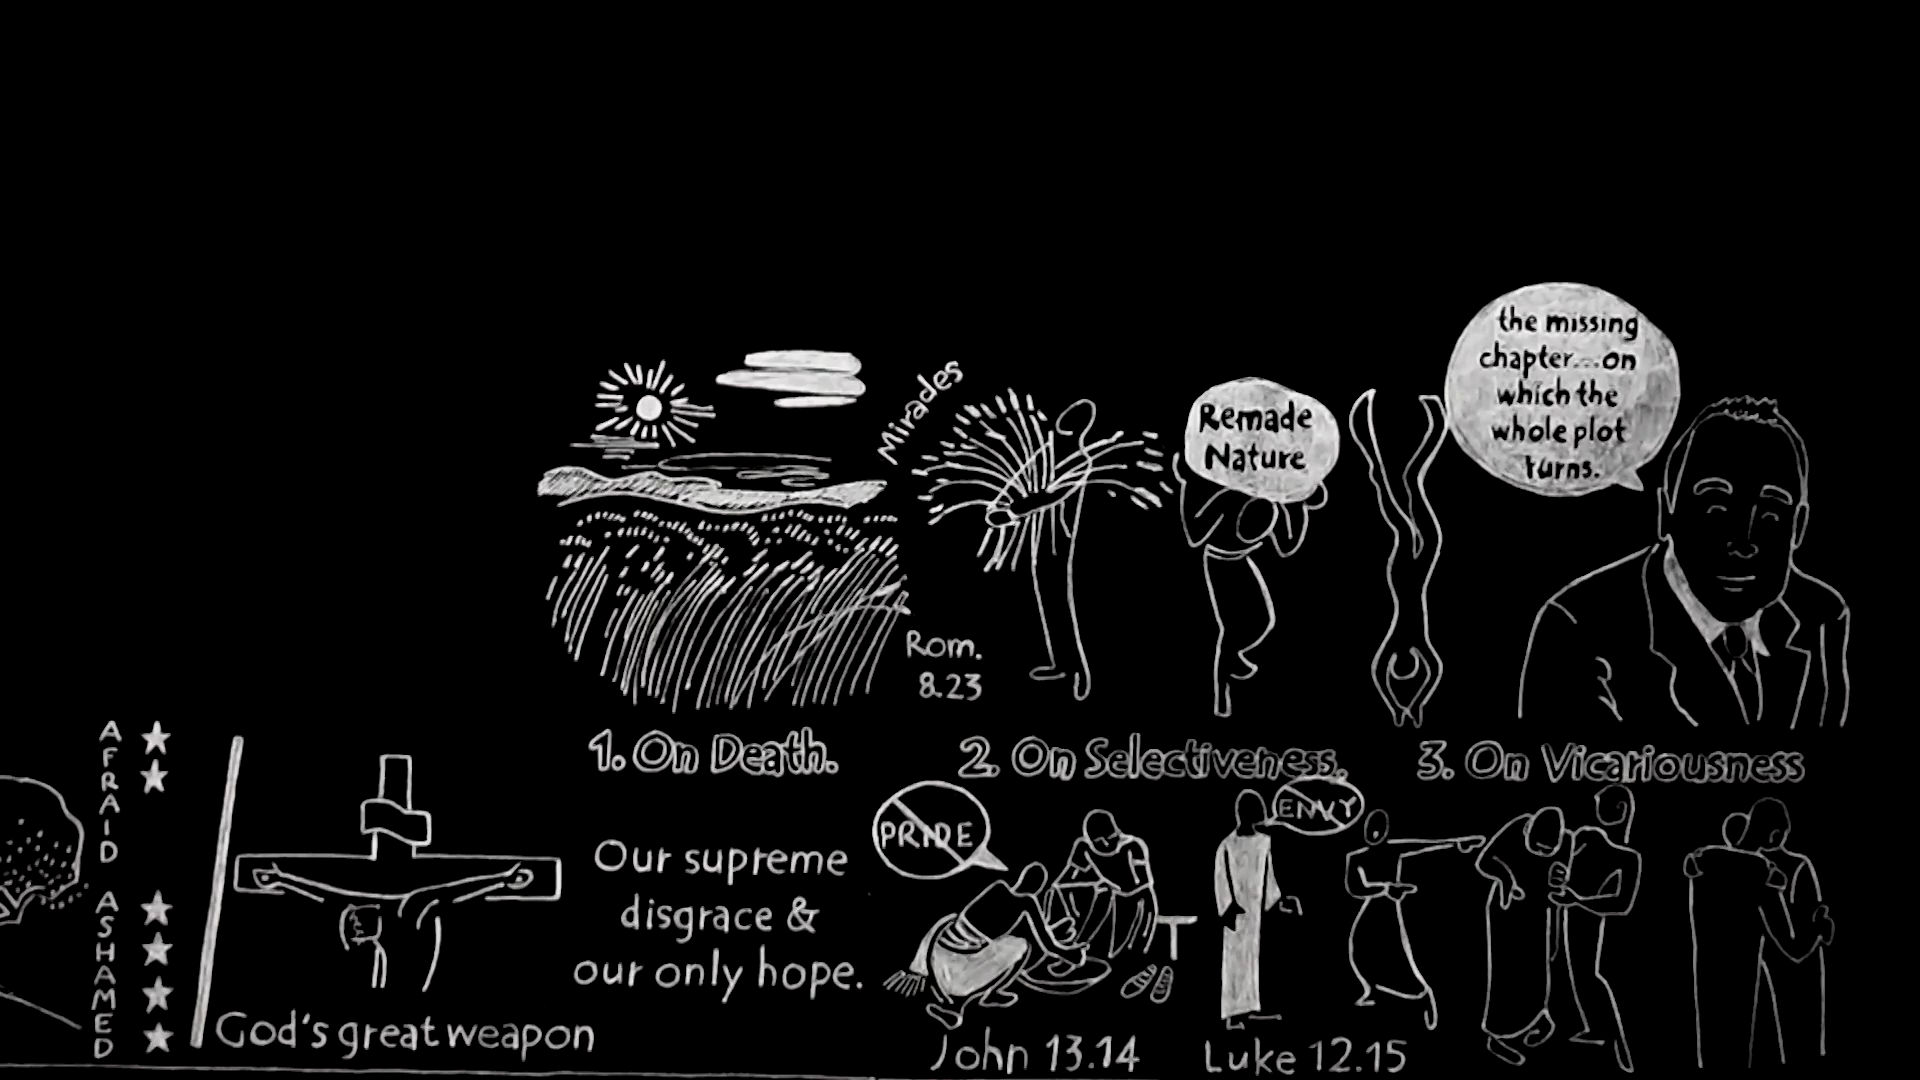 the missing
chapter...on
which the
whole plot
turns.
Miracles
Remade
Nature
Rom.
8.23
1. On Death.
2. On Selectiveness.
3. On Vicariousness
AFRAID
ASHAMED
God's great weapon
Our supreme
disgrace &
our only hope.
PRIDE
ENVY
John 13.14
Luke 12.15